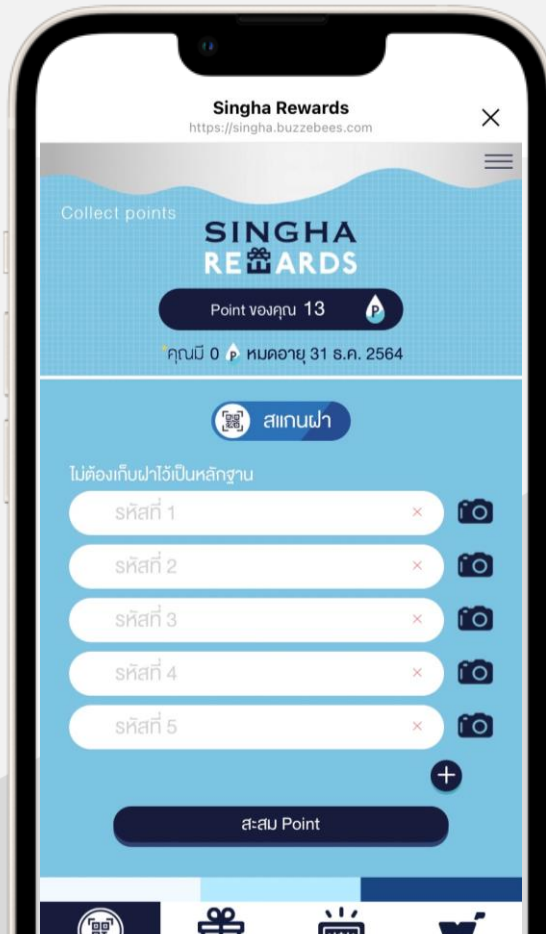 Singha Rewards
https://singha.buzzebees.com
Collect points
SINGHA
REWARDS
Point ของคุณ 13 P
*คุณมี 0 P หมดอายุ 31 ธ.ค. 2564
สแกนฝา
ไม่ต้องเก็บฝาไว้เป็นหลักฐาน
รหัสที่ 1
รหัสที่ 2
รหัสที่ 3
รหัสที่ 4
รหัสที่ 5
สะสม Point